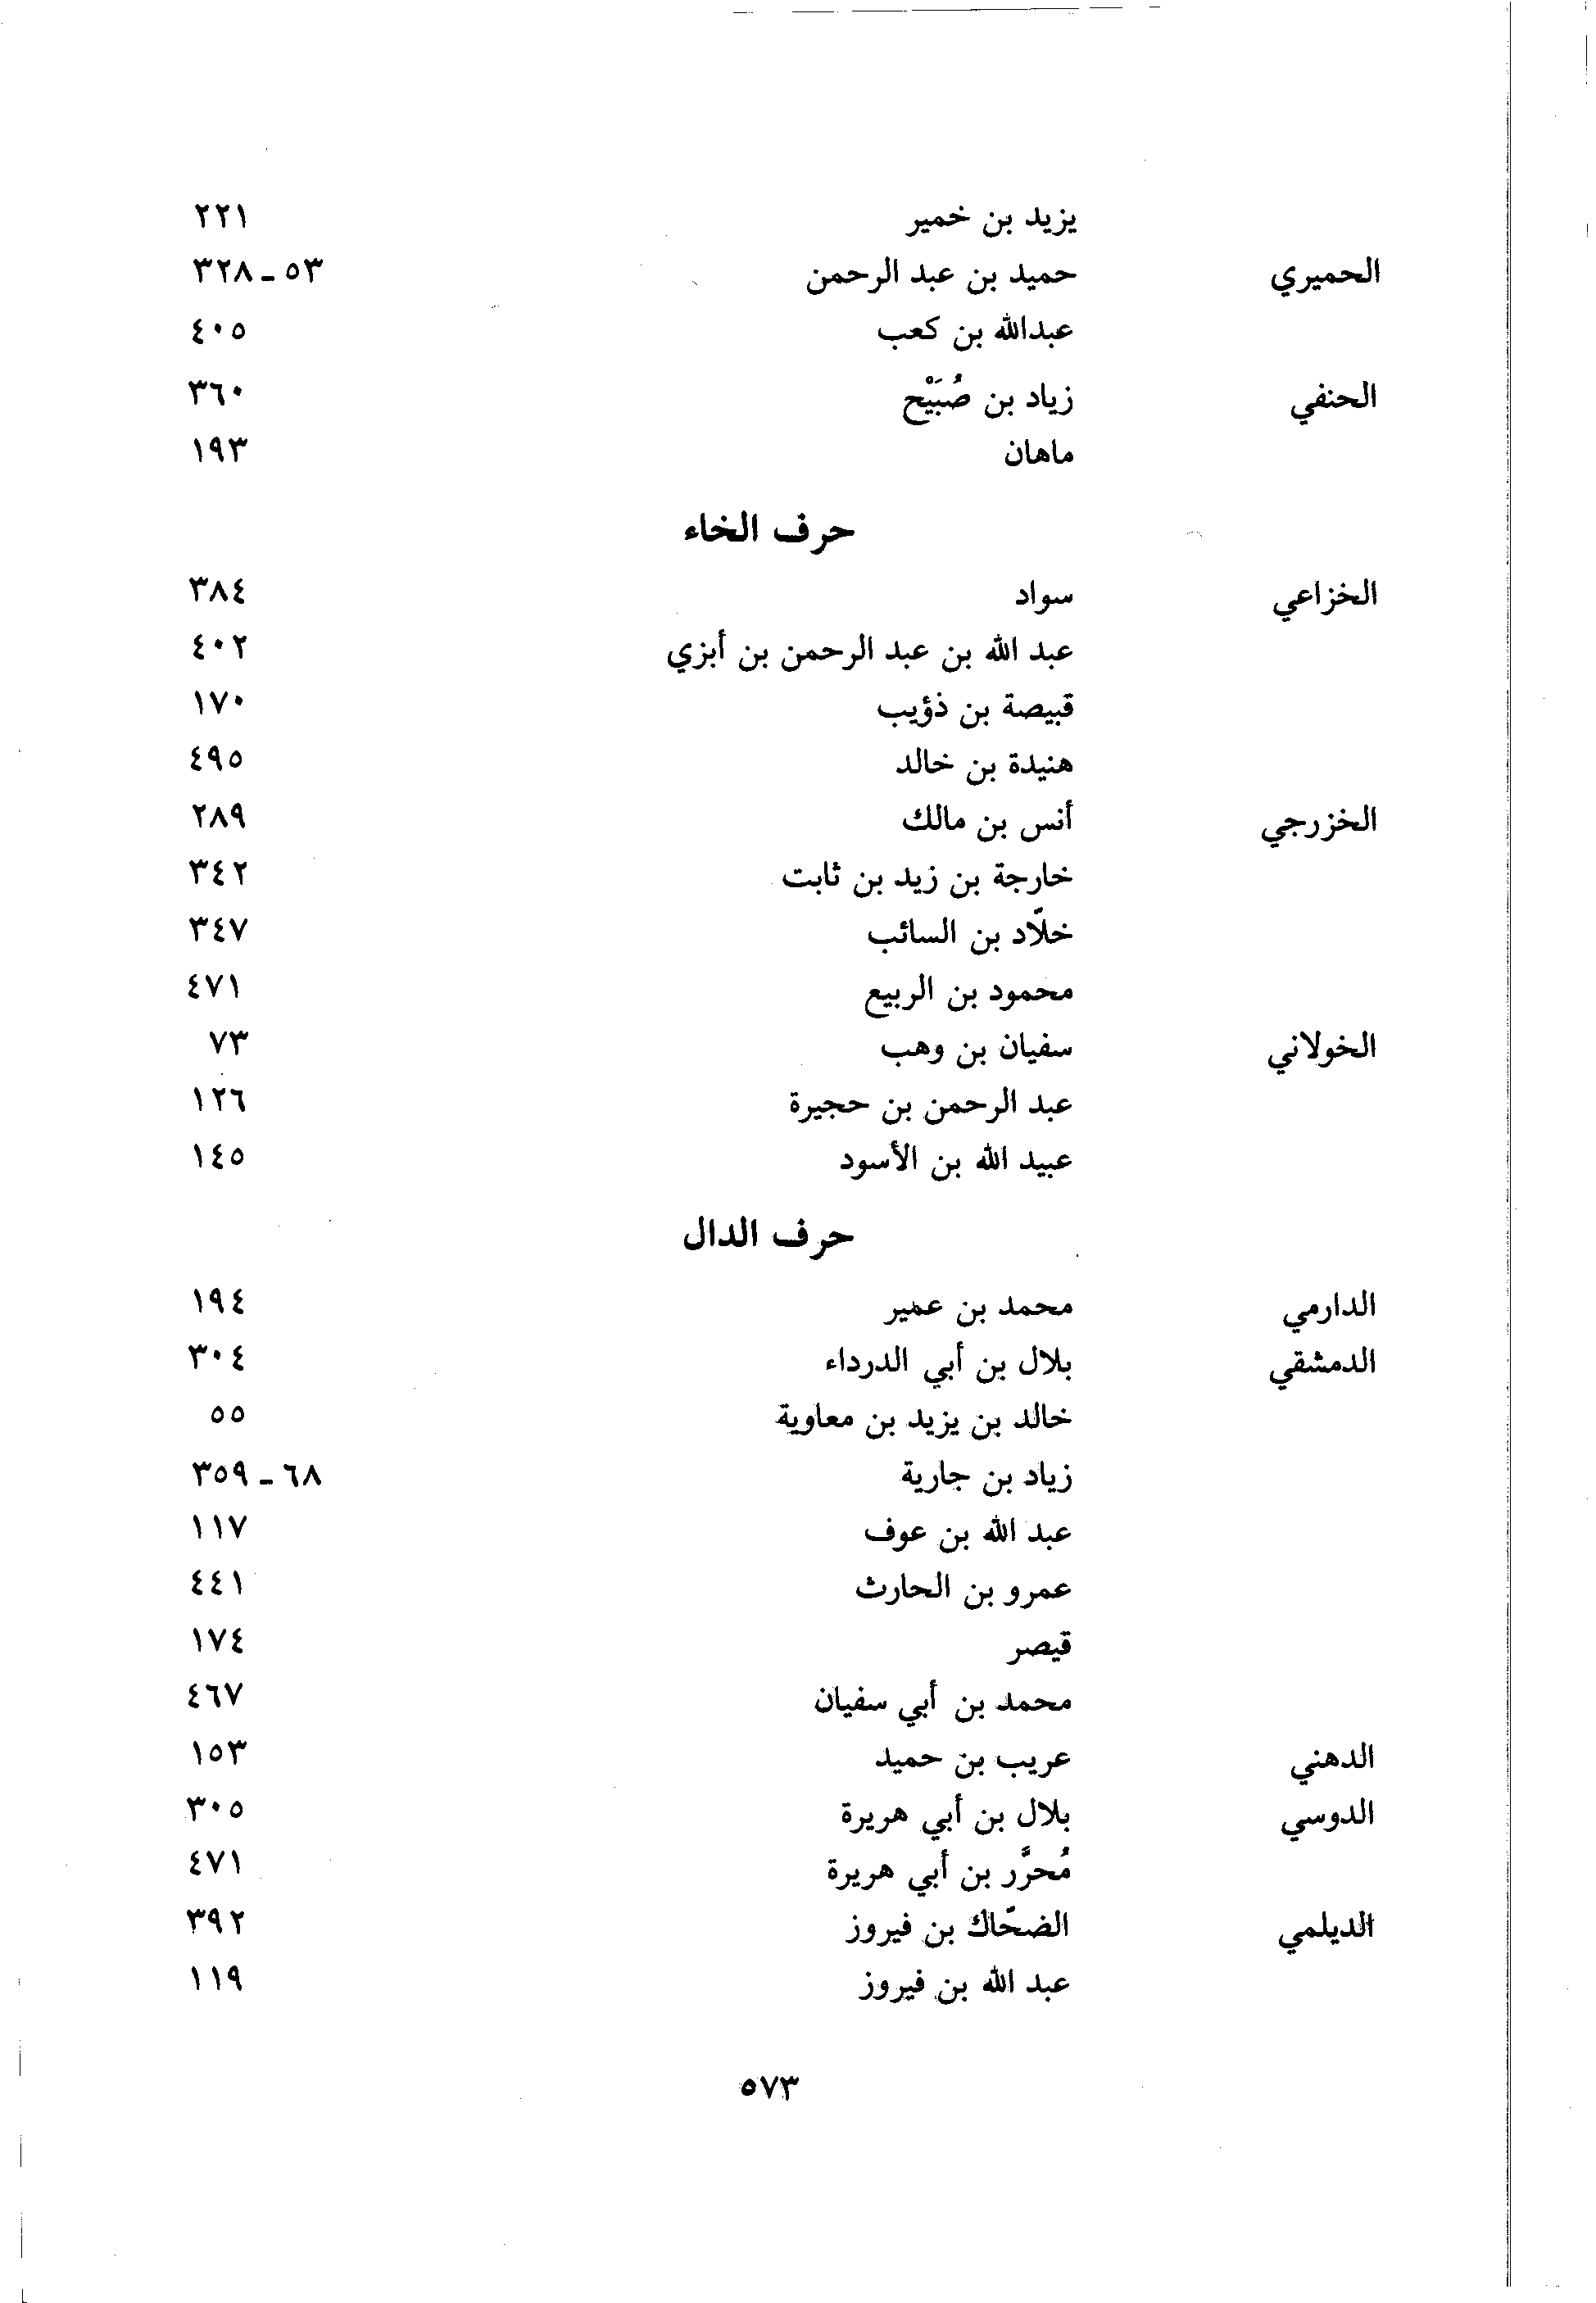 يزيد بن خمير ٢٢١
الحميري حميد بن عبد الرحمن ٥٣ - ٣٢٨
عبدالله بن كعب ٤٠٥
الحنفي زياد بن صُبَيْح ٣٦٠
ماهان ١٩٣
حرف الخاء
الخزاعي سواد ٣٨٤
عبد الله بن عبد الرحمن بن أبزي ٤٠٢
قبيصة بن ذؤيب ١٧٠
هنيدة بن خالد ٤٩٥
الخزرجي أنس بن مالك ٢٨٩
خارجة بن زيد بن ثابت ٣٤٢
خلّاد بن السائب ٣٤٧
محمود بن الربيع ٤٧١
الخولاني سفيان بن وهب ٧٣
عبد الرحمن بن حجيرة ١٢٦
عبيد الله بن الأسود ١٤٥
حرف الدال
الدارمي محمد بن عمير ١٩٤
الدمشقي بلال بن أبي الدرداء ٣٠٤
خالد بن يزيد بن معاوية ٥٥
زياد بن جارية ٦٨ - ٣٥٩
عبد الله بن عوف ١١٧
عمرو بن الحارث ٤٤١
قيصر ١٧٤
محمد بن أبي سفيان ٤٦٧
الدهني عريب بن حميد ١٥٣
الدوسي بلال بن أبي هريرة ٣٠٥
مُحرَّر بن أبي هريرة ٤٧١
الديلمي الضحّاك بن فيروز ٣٩٢
عبد الله بن فيروز ١١٩
٥٧٣